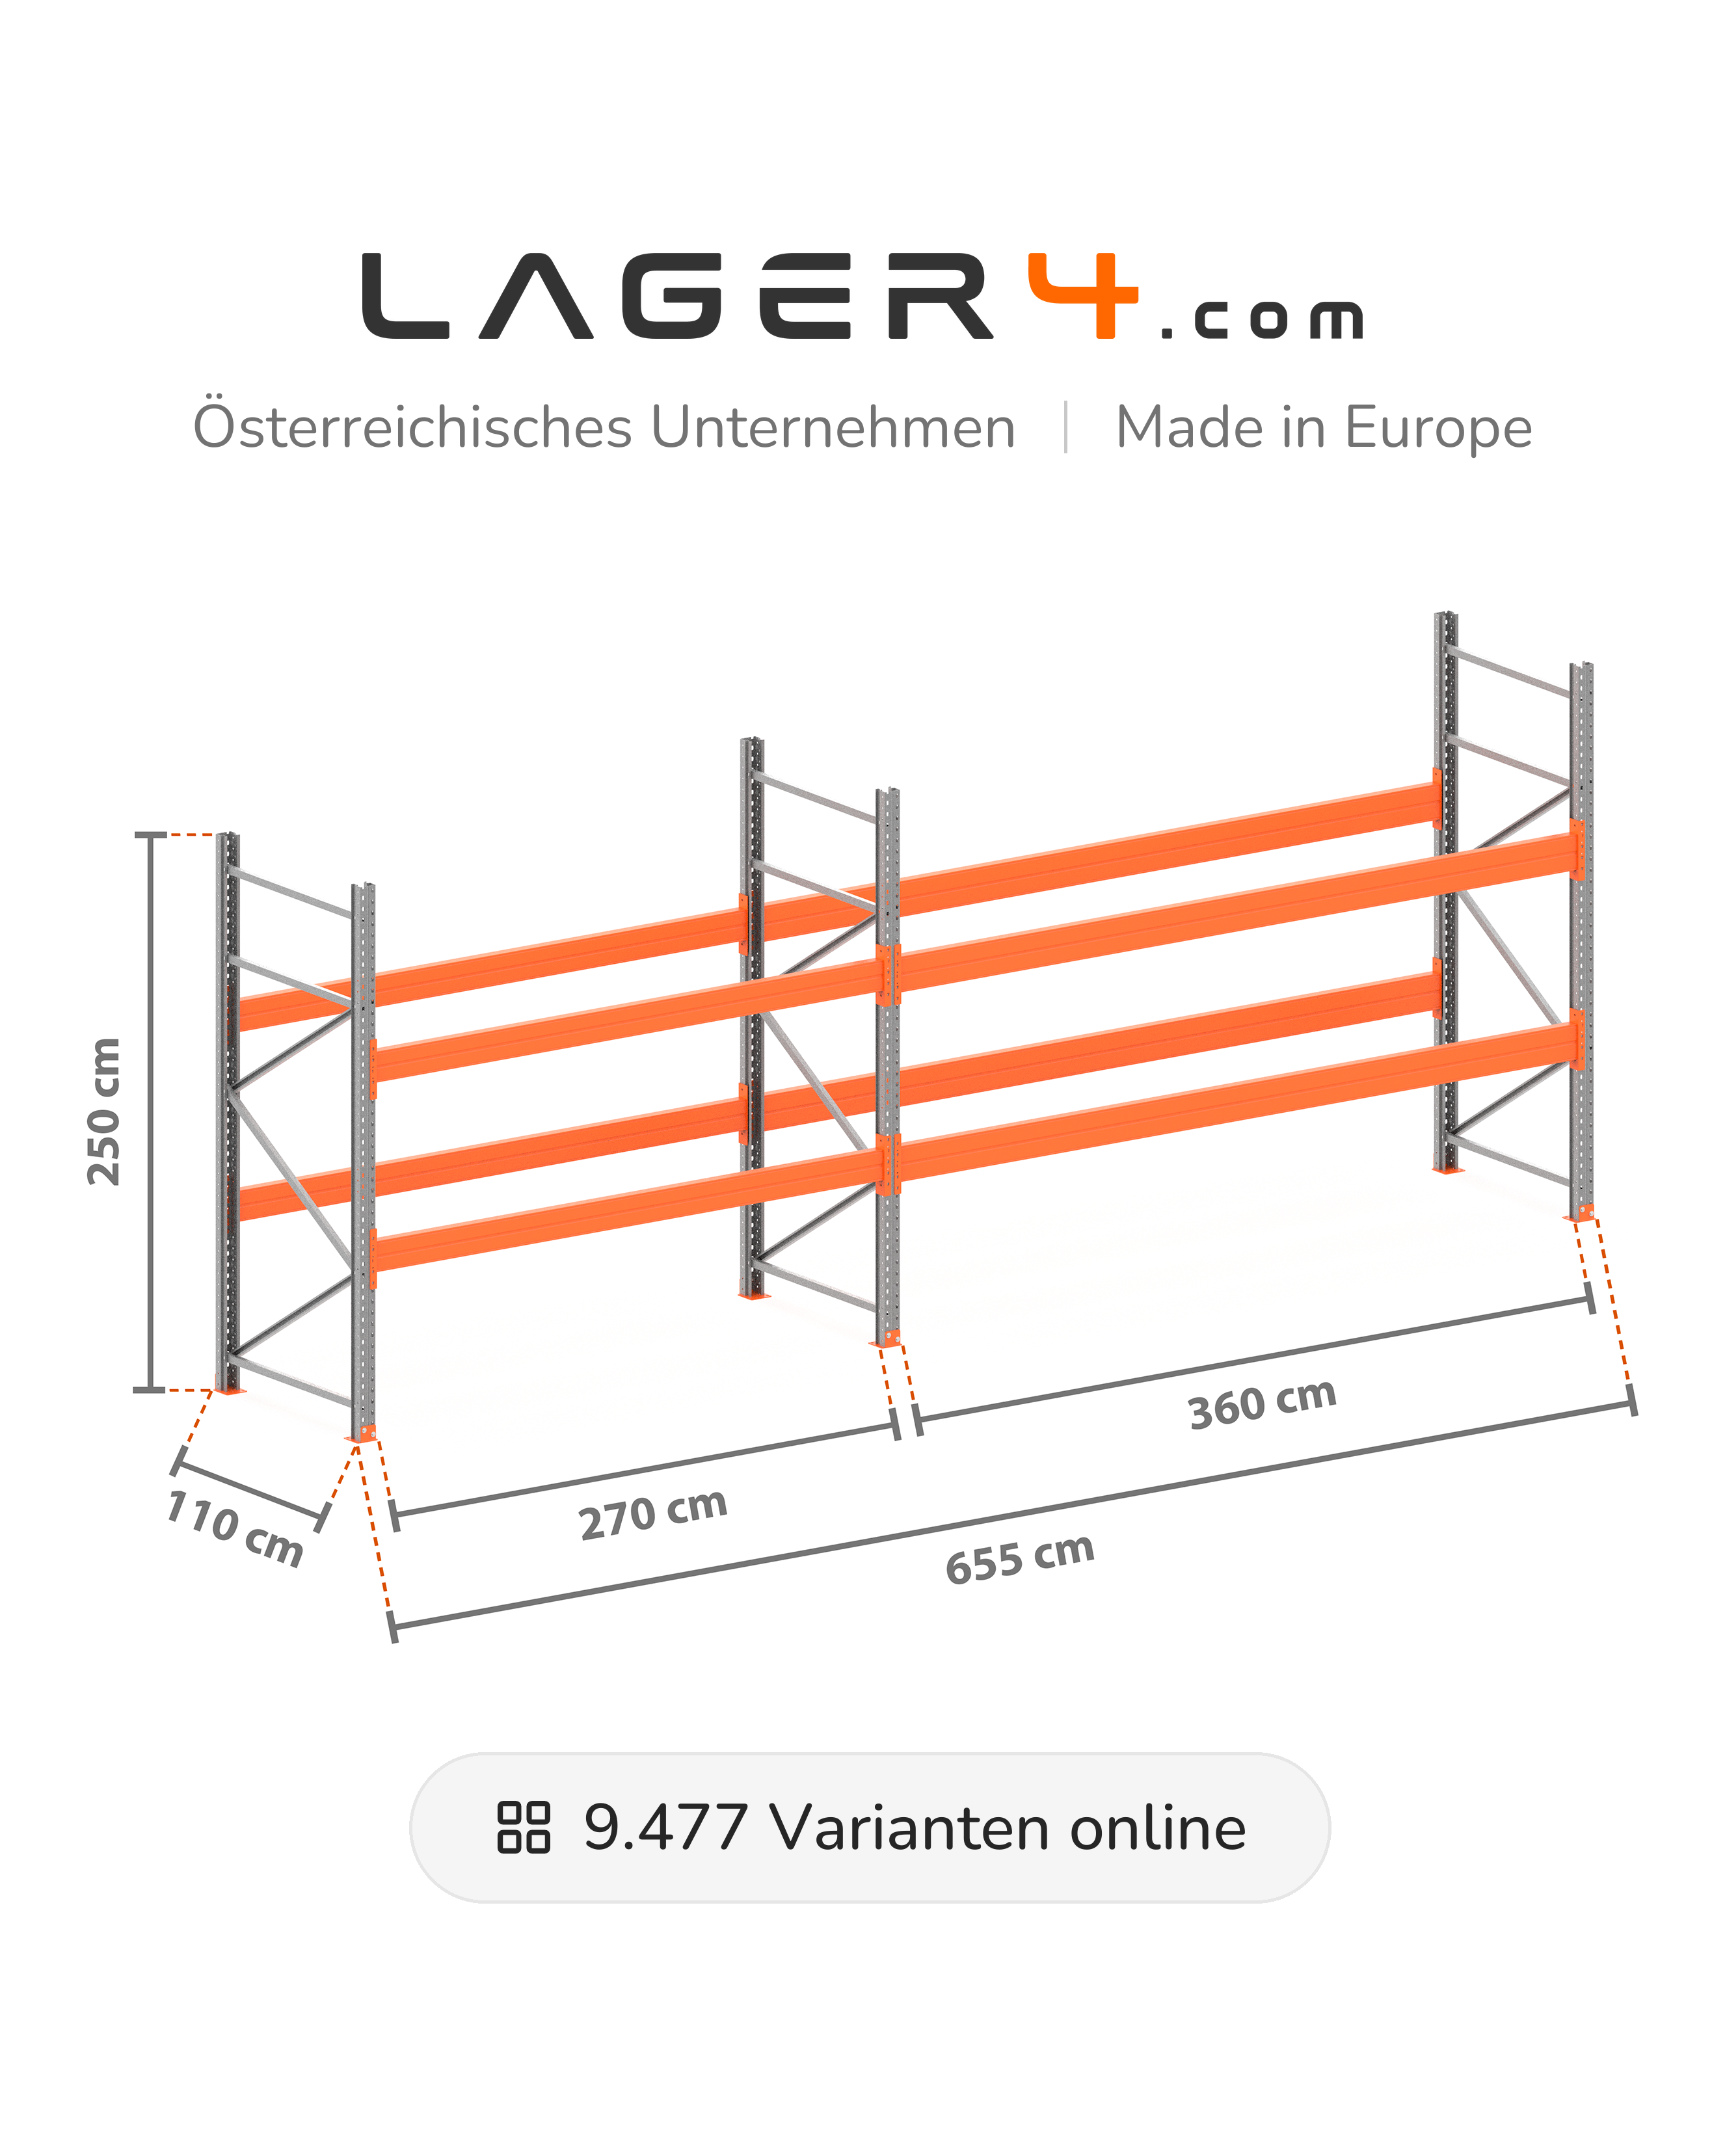 LAGER4.com
Österreichisches Unternehmen | Made in Europe
250 cm
110 cm
270 cm
360 cm
655 cm
9.477 Varianten online